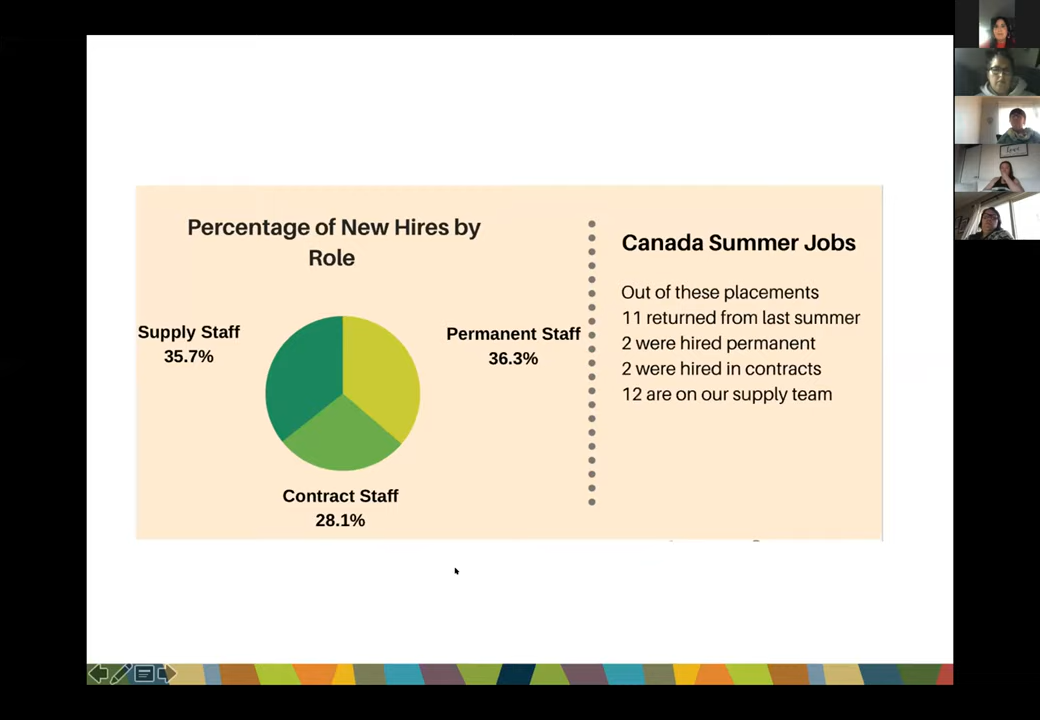 Percentage of New Hires by
Role
Supply Staff
35.7%
Permanent Staff
36.3%
Contract Staff
28.1%
Canada Summer Jobs
Out of these placements
11 returned from last summer
2 were hired permanent
2 were hired in contracts
12 are on our supply team